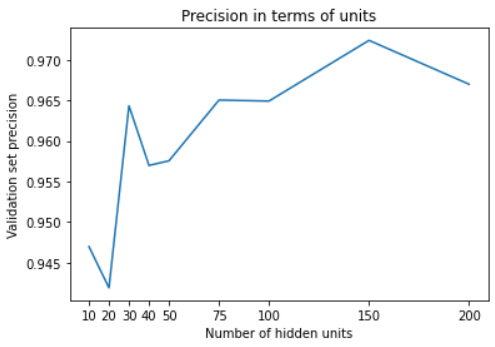 Precision in terms of units
0.970
0.965
0.960
0.955
0.950
0.945
Validation set precision
10 20 30 40 50 75 100 150 200
Number of hidden units